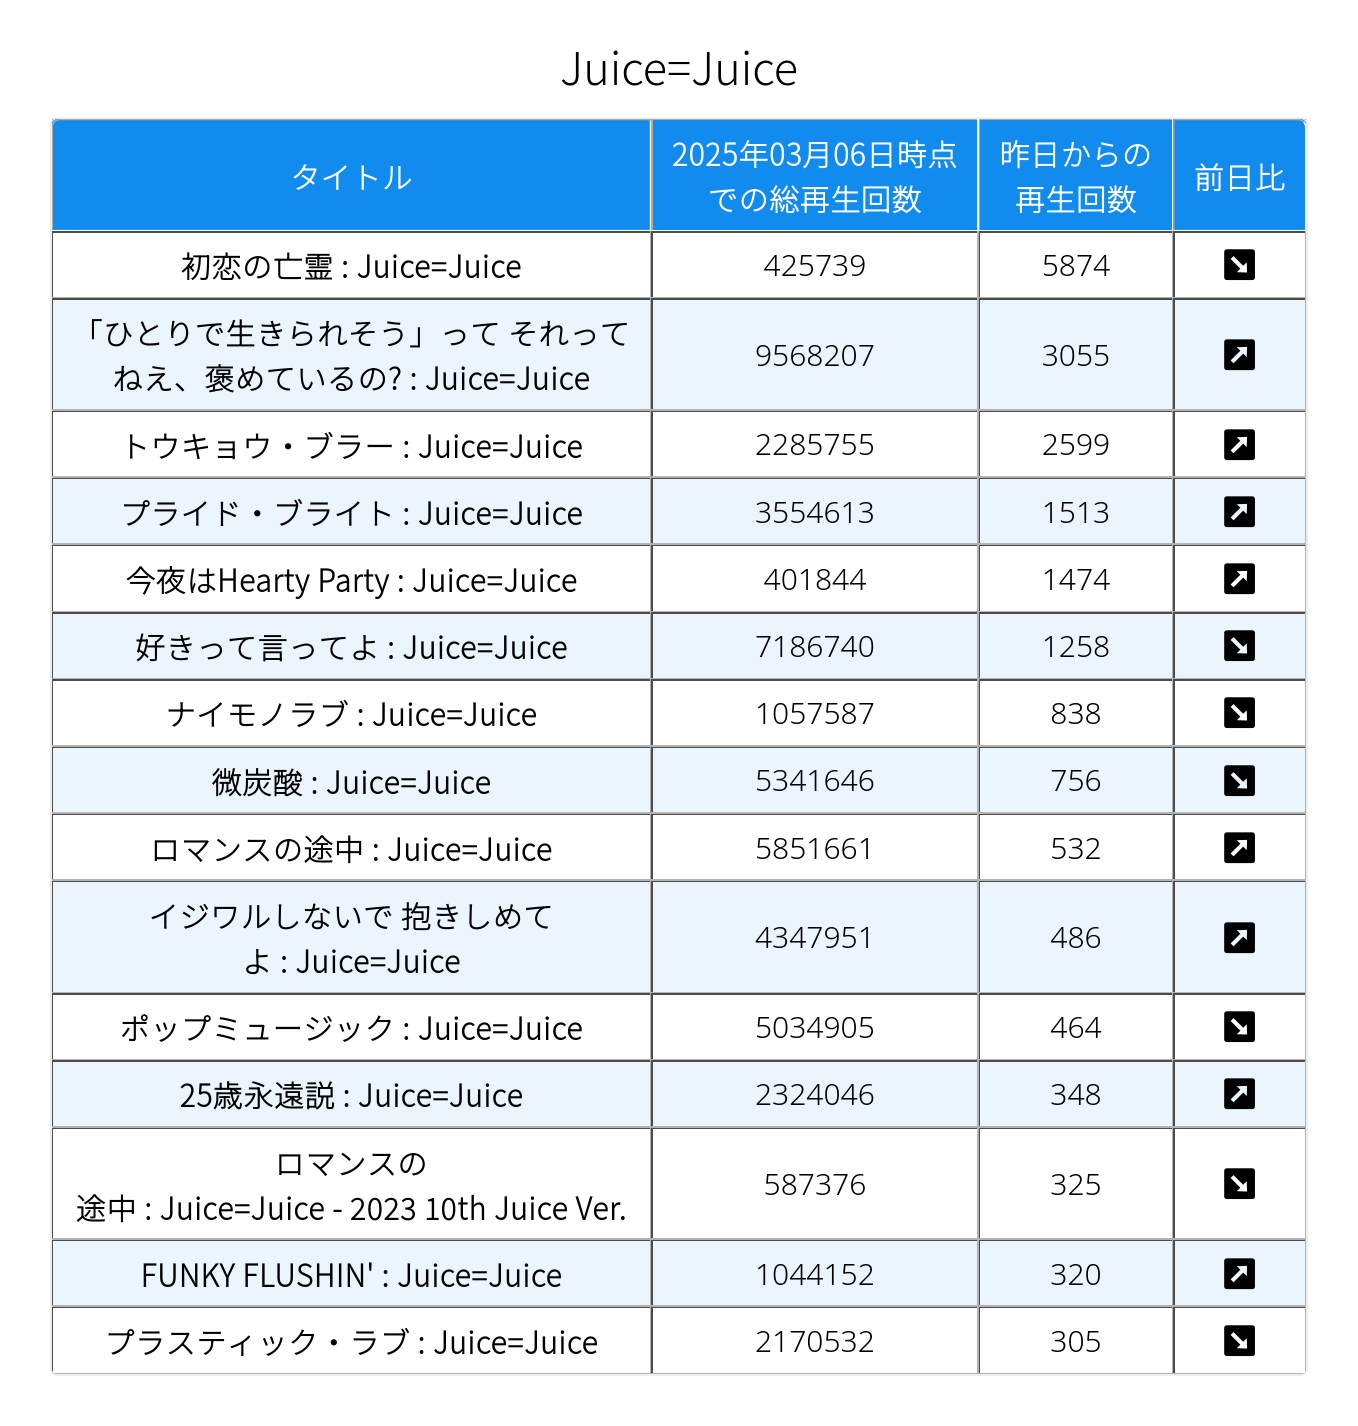 Juice=Juice
タイトル
2025年03月06日時点
での総再生回数
昨日からの
再生回数
前日比
初恋の亡霊 : Juice=Juice
425739
5874
「ひとりで生きられそう」って それって
ねえ、褒めているの? : Juice=Juice
9568207
3055
トウキョウ・ブラー : Juice=Juice
2285755
2599
プライド・ブライト : Juice=Juice
3554613
1513
今夜はHearty Party : Juice=Juice
401844
1474
好きって言ってよ : Juice=Juice
7186740
1258
ナイモノラブ : Juice=Juice
1057587
838
微炭酸 : Juice=Juice
5341646
756
ロマンスの途中 : Juice=Juice
5851661
532
イジワルしないで 抱きしめて
よ : Juice=Juice
4347951
486
ポップミュージック : Juice=Juice
5034905
464
25歳永遠説 : Juice=Juice
2324046
348
ロマンスの
途中 : Juice=Juice - 2023 10th Juice Ver.
587376
325
FUNKY FLUSHIN' : Juice=Juice
1044152
320
プラスティック・ラブ : Juice=Juice
2170532
305